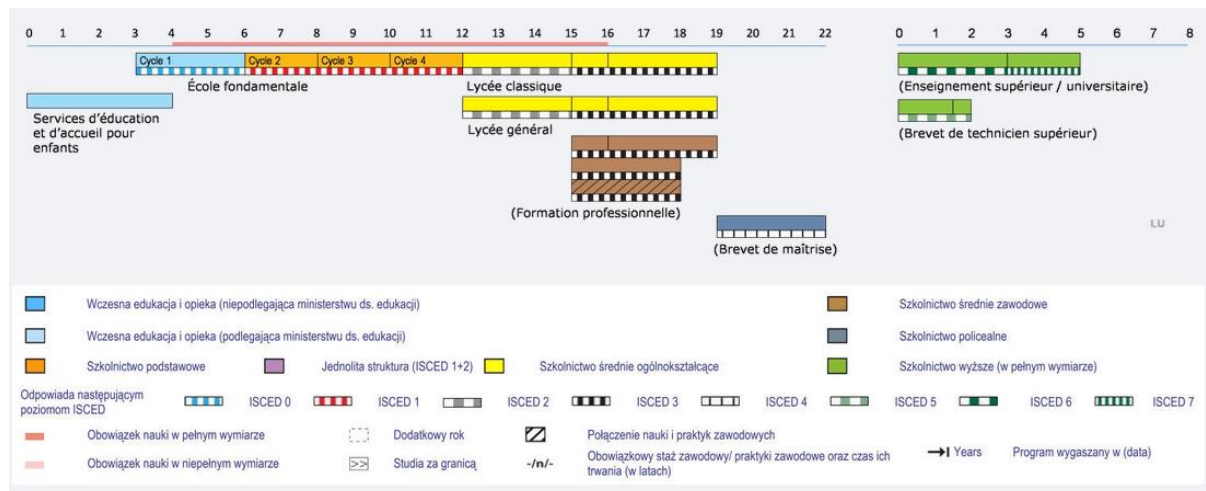 0 1 2 3 4 5 6 7 8 9 10 11 12 13 14 15 16 17 18 19 20 21 22 0 1 2 3 4 5 6 7 8
Cycle 1 Cycle 2 Cycle 3 Cycle 4
École fondamentale
Lycée classique
(Enseignement supérieur / universitaire)
Services d'éducation
et d'accueil pour
enfants
Lycée général
(Brevet de technicien supérieur)
(Formation professionnelle)
(Brevet de maîtrise)
LU
Wczesna edukacja i opieka (niepodlegająca ministerstwu ds. edukacji)
Szkolnictwo średnie zawodowe
Wczesna edukacja i opieka (podlegająca ministerstwu ds. edukacji)
Szkolnictwo policealne
Szkolnictwo podstawowe
Jednolita struktura (ISCED 1+2)
Szkolnictwo średnie ogólnokształcące
Szkolnictwo wyższe (w pełnym wymiarze)
Odpowiada następującym
poziomom ISCED
ISCED 0 ISCED 1 ISCED 2 ISCED 3 ISCED 4 ISCED 5 ISCED 6 ISCED 7
Obowiązek nauki w pełnym wymiarze
Dodatkowy rok
Połączenie nauki i praktyk zawodowych
Obowiązek nauki w niepełnym wymiarze
>> Studia za granicą
-/n/- Obowiązkowy staż zawodowy/ praktyki zawodowe oraz czas ich
trwania (w latach)
Years Program wygaszany w (data)